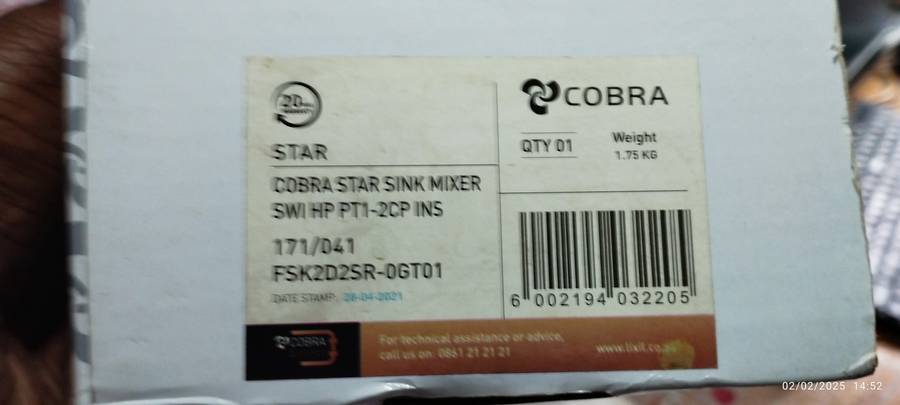 20
WARRANTY
STAR
COBRA STAR SINK MIXER
SWI HP PT1-2CP INS
171/041
FSK2D2SR-0GT01
DATE STAMP: 28-04-2021
COBRA
QTY 01
Weight
1.75 KG
6 002194 032205
COBRA
For technical assistance or advice,
call us on: 0861 21 21 21
www.lixil.co
02/02/2025 14:52